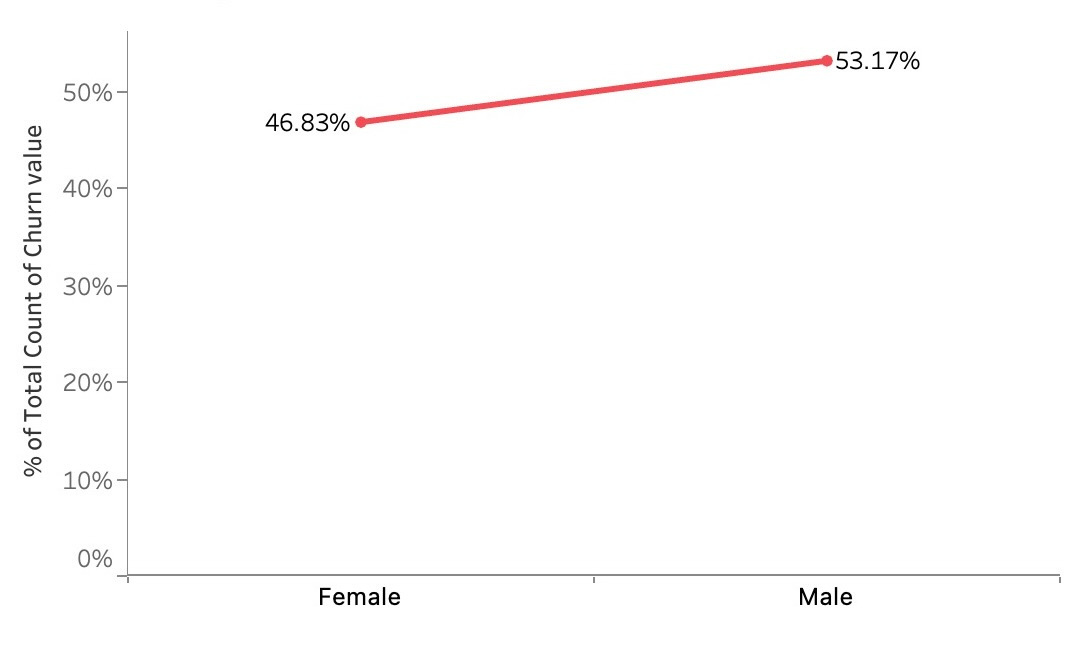 % of Total Count of Churn value
50%
40%
30%
20%
10%
0%
46.83%
53.17%
Female
Male